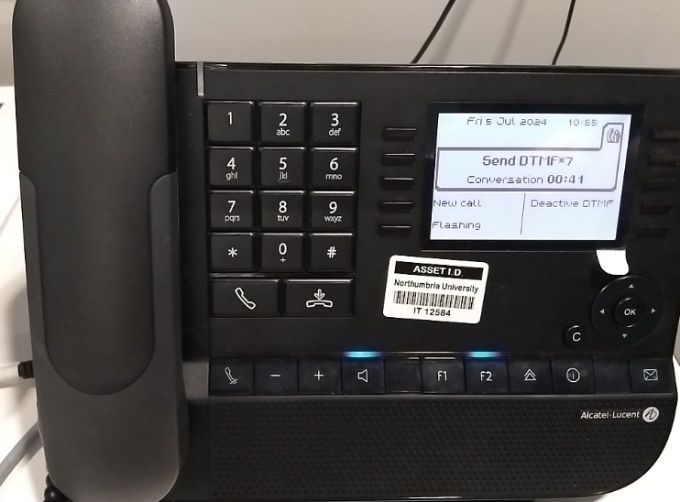 Fri 5 Jul 2024 10:55
Send DTMF*7
Conversation 00:41
New call
Deactive DTMF
Flashing
1
2
abc
3
def
4
ghi
5
jkl
6
mno
7
pqrs
8
tuv
9
wxyz
*
0
+
#
ASSET I.D
Northumbria University
IT 12584
OK
C
- + F1 F2
Alcatel·Lucent